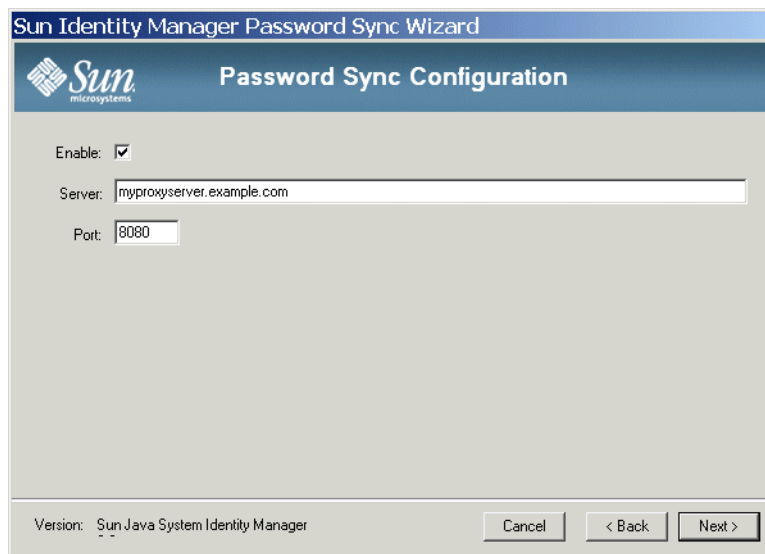 Sun Identity Manager Password Sync Wizard
Sun
microsystems
Password Sync Configuration
Enable:
Server: myproxyserver.example.com
Port: 8080
Version: Sun Java System Identity Manager
Cancel < Back Next >